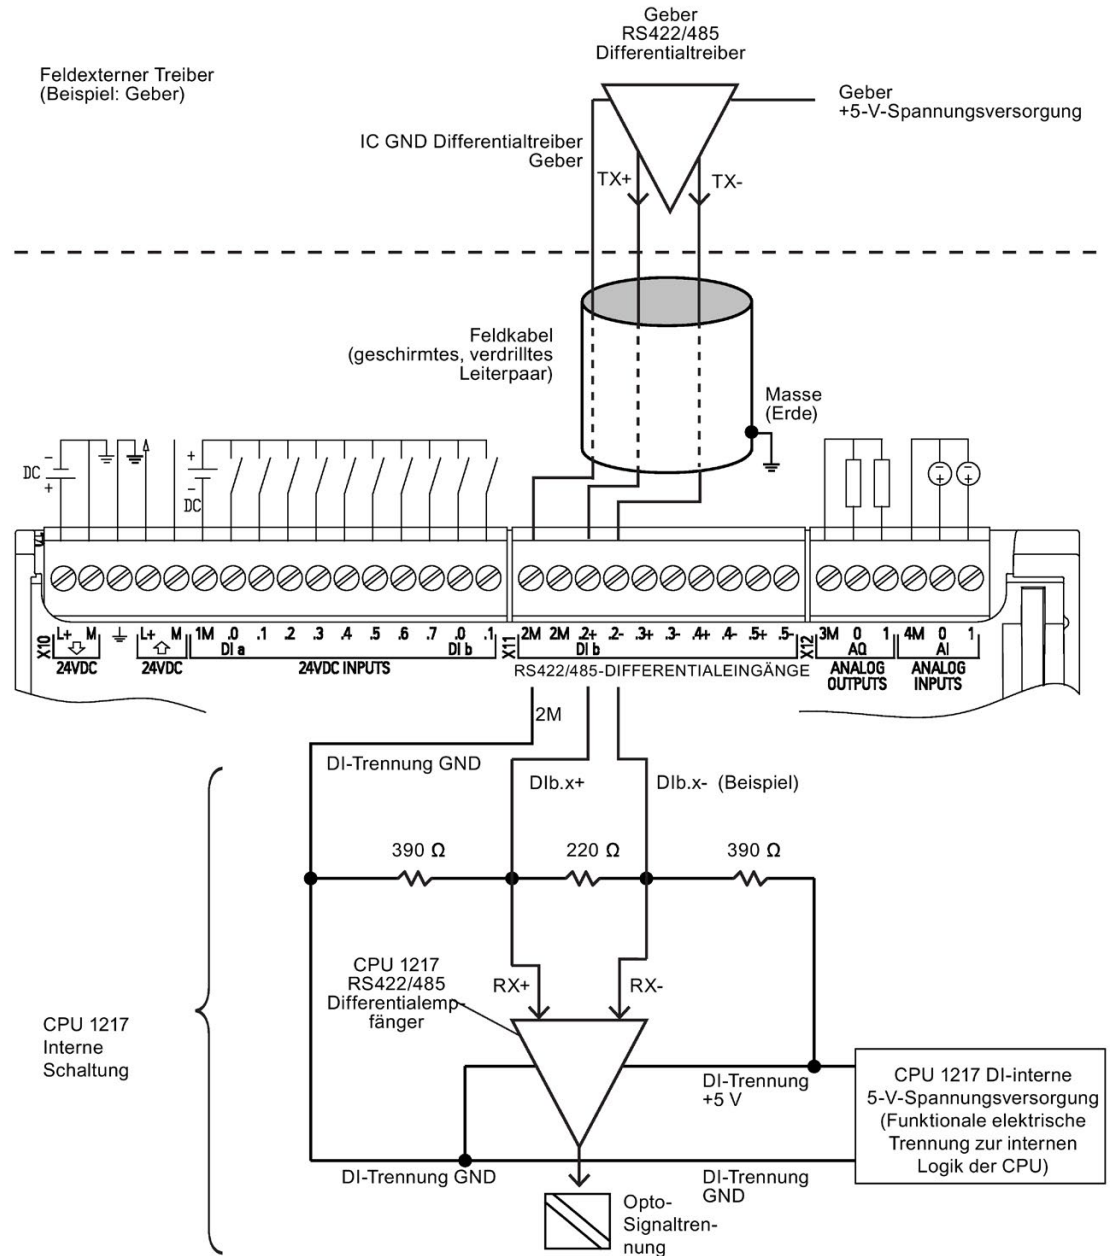 Geber
RS422/485
Differentialtreiber
Feldexterner Treiber
(Beispiel: Geber)
Geber
+5-V-Spannungsversorgung
IC GND Differentialtreiber
Geber
TX+
TX-
Feldkabel
(geschirmtes, verdrilltes
Leiterpaar)
Masse
(Erde)
DC
DC
X10
L+ M L+ M 1M .0 .1 .2 .3 .4 .5 .6 .7 .0 .1
DI a
DI b
24VDC
24VDC
24VDC INPUTS
X11
2M 2M .2+ .2- .3+ .3- .4+ .4- .5+ .5-
DI b
RS422/485-DIFFERENTIALEINGÄNGE
X12
3M 0 1 4M 0 1
AQ
AI
ANALOG
OUTPUTS
ANALOG
INPUTS
2M
DI-Trennung GND
DIb.x+
DIb.x- (Beispiel)
390 Ω
220 Ω
390 Ω
CPU 1217
RS422/485
Differentialemp-
fänger
RX+
RX-
CPU 1217
Interne
Schaltung
DI-Trennung
+5 V
CPU 1217 DI-interne
5-V-Spannungsversorgung
(Funktionale elektrische
Trennung zur internen
Logik der CPU)
DI-Trennung GND
DI-Trennung
GND
Opto-
Signaltren-
nung